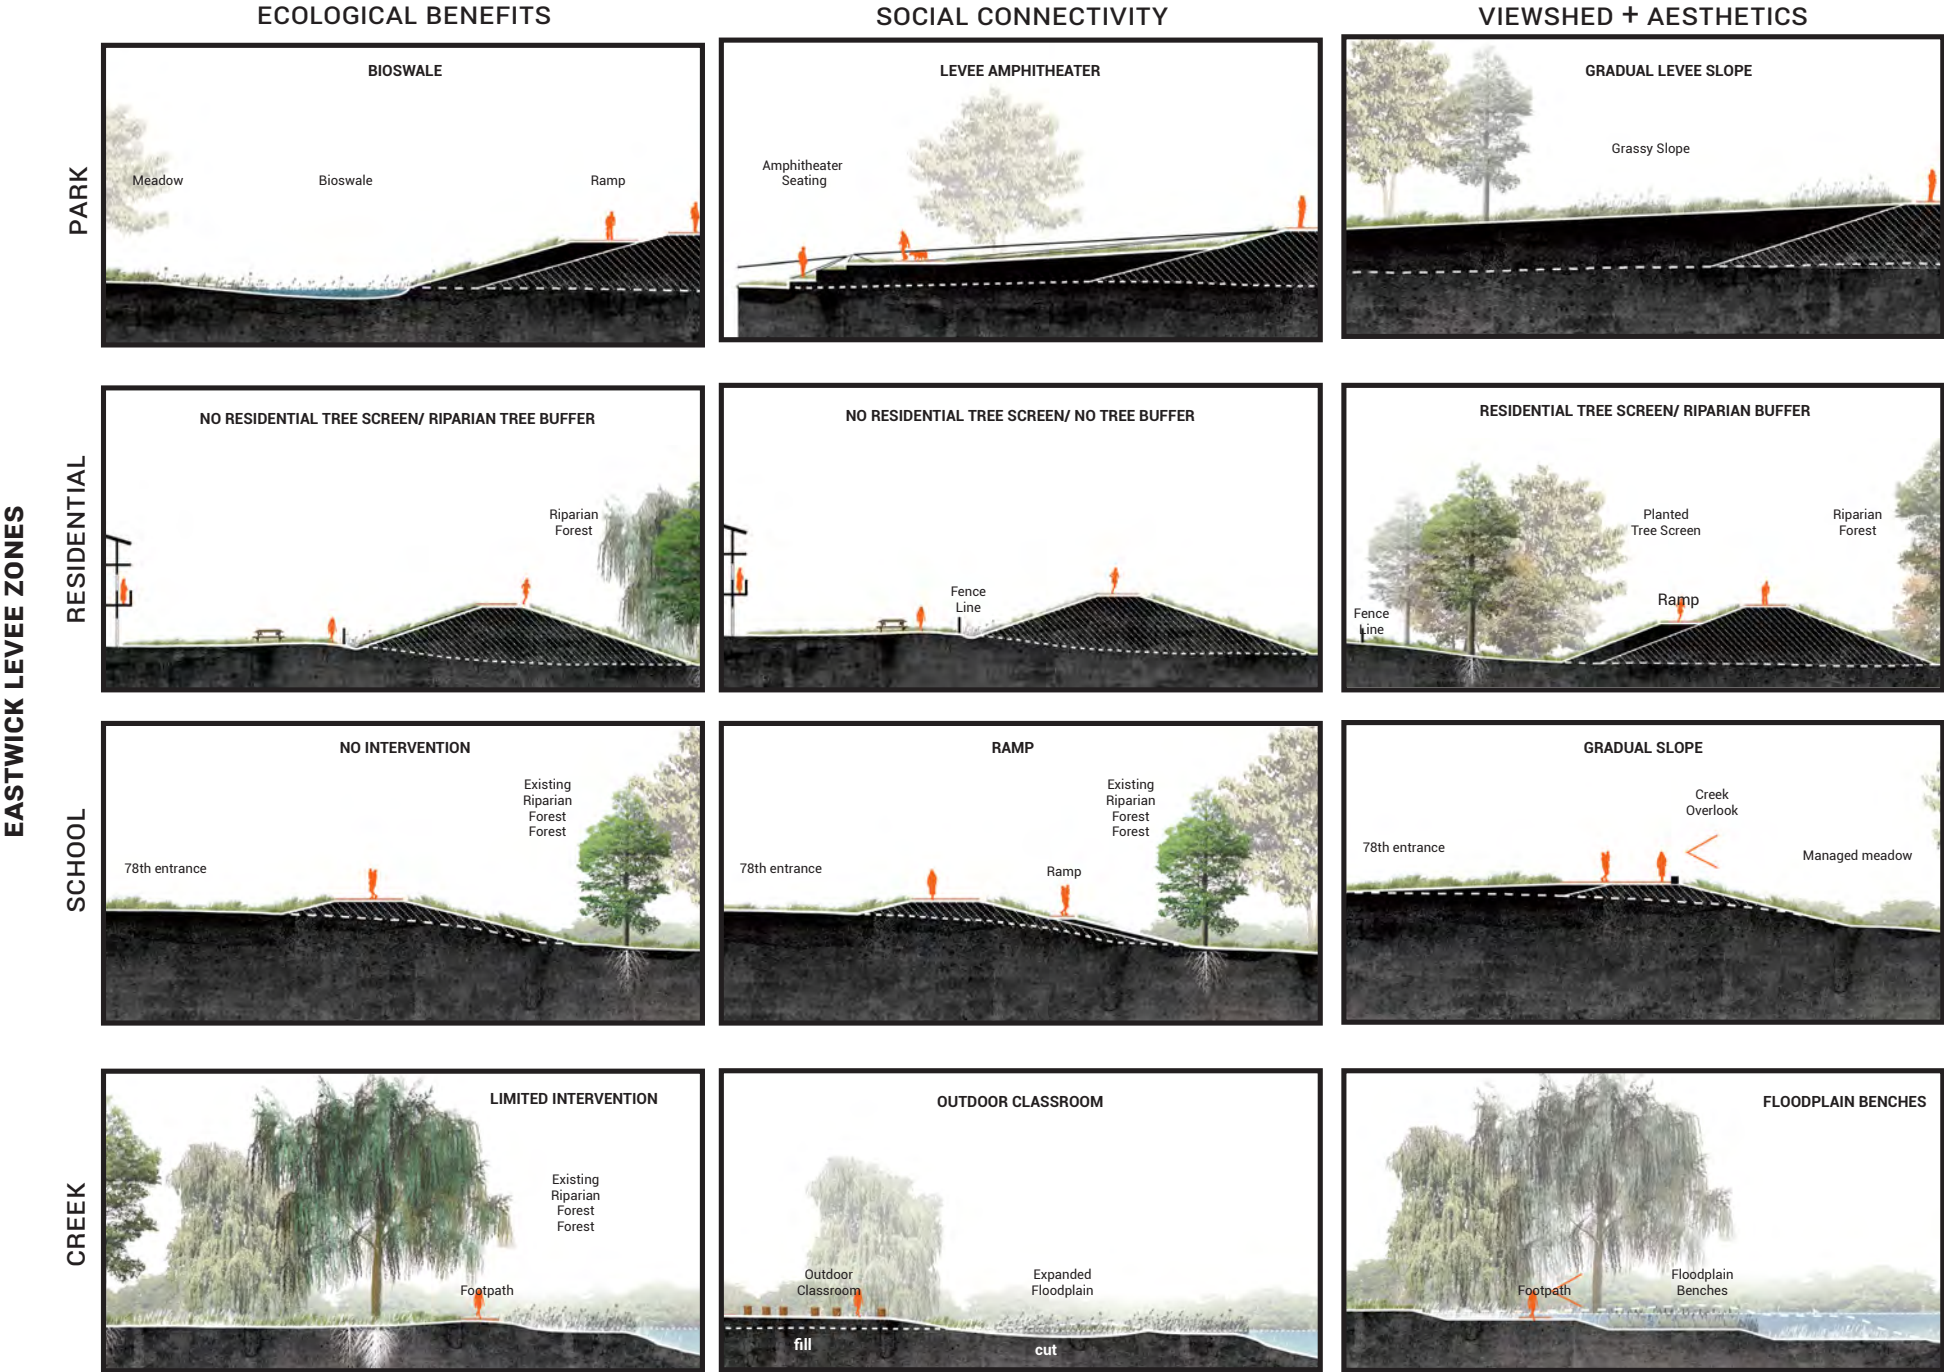 ECOLOGICAL BENEFITS
SOCIAL CONNECTIVITY
VIEWSHED + AESTHETICS
EASTWICK LEVEE ZONES
PARK
BIOSWALE
Meadow
Bioswale
Ramp
LEVEE AMPHITHEATER
Amphitheater
Seating
GRADUAL LEVEE SLOPE
Grassy Slope
RESIDENTIAL
NO RESIDENTIAL TREE SCREEN/ RIPARIAN TREE BUFFER
Riparian
Forest
NO RESIDENTIAL TREE SCREEN/ NO TREE BUFFER
Fence
Line
RESIDENTIAL TREE SCREEN/ RIPARIAN BUFFER
Fence
Line
Planted
Tree Screen
Ramp
Riparian
Forest
SCHOOL
NO INTERVENTION
78th entrance
Existing
Riparian
Forest
Forest
RAMP
78th entrance
Ramp
Existing
Riparian
Forest
Forest
GRADUAL SLOPE
78th entrance
Creek
Overlook
Managed meadow
CREEK
LIMITED INTERVENTION
Existing
Riparian
Forest
Forest
Footpath
OUTDOOR CLASSROOM
Outdoor
Classroom
Expanded
Floodplain
fill
cut
FLOODPLAIN BENCHES
Footpath
Floodplain
Benches